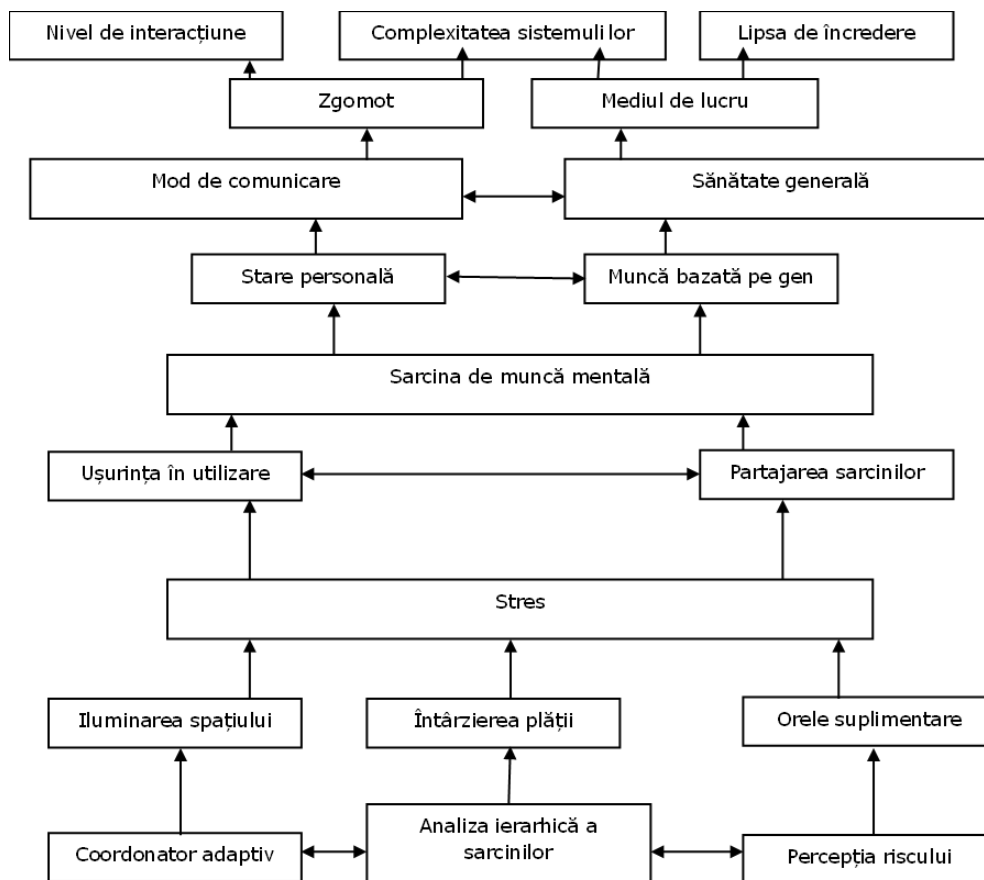 Nivel de interacțiune
Complexitatea sistemului lor
Lipsa de încredere
Zgomot
Mediul de lucru
Mod de comunicare
Sănătate generală
Stare personală
Muncă bazată pe gen
Sarcina de muncă mentală
Ușurința în utilizare
Partajarea sarcinilor
Stres
Iluminarea spațiului
Întârzierea plății
Orele suplimentare
Coordonator adaptiv
Analiza ierarhică a
sarcinilor
Percepția riscului